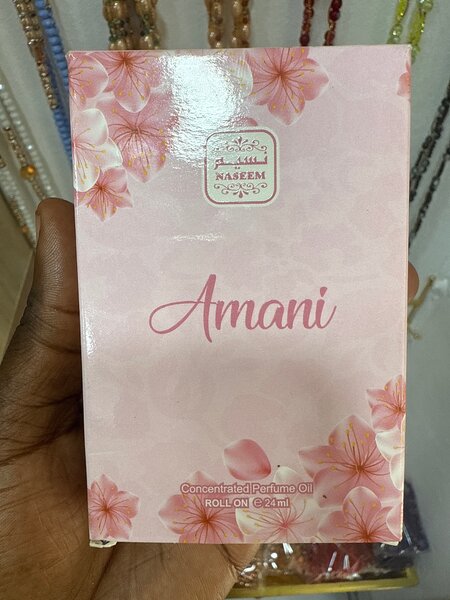 نسيم
NASEEM
Amani
Concentrated Perfume Oil
ROLL ON ℮ 24ml